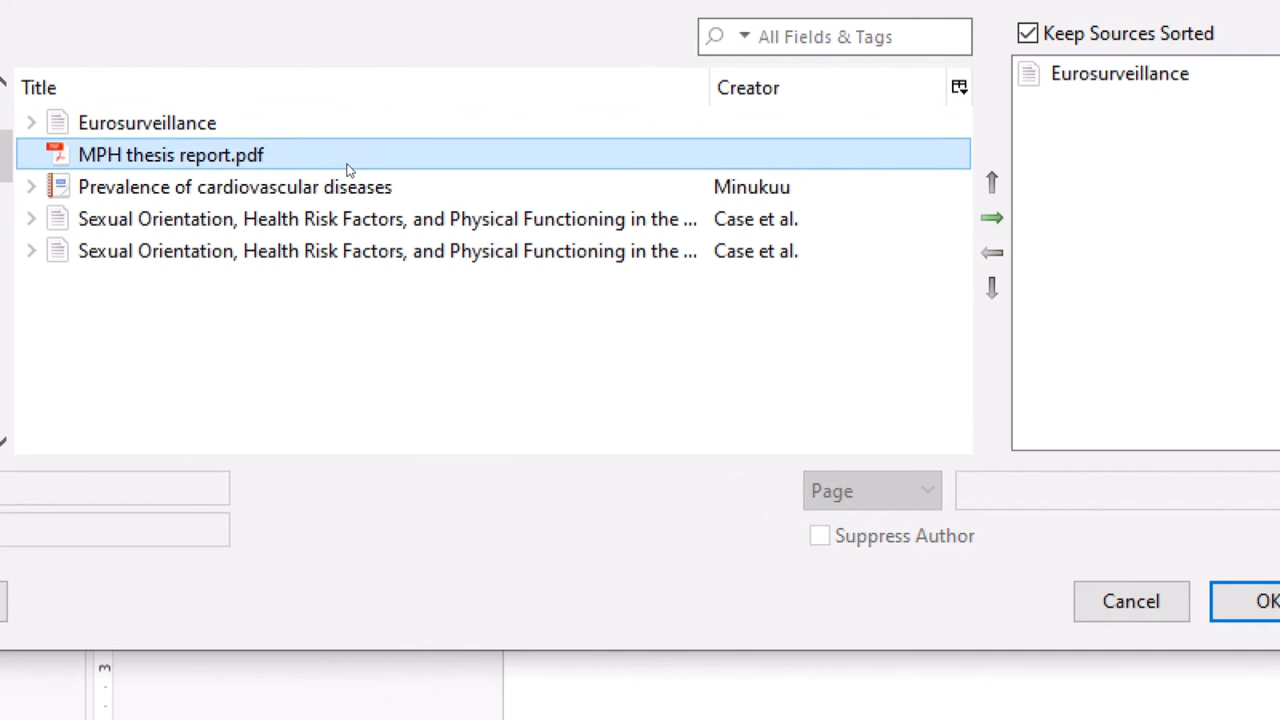 All Fields & Tags
Keep Sources Sorted
Title
Creator
Eurosurveillance
Eurosurveillance
MPH thesis report.pdf
Prevalence of cardiovascular diseases Minukuu
Sexual Orientation, Health Risk Factors, and Physical Functioning in the ... Case et al.
Sexual Orientation, Health Risk Factors, and Physical Functioning in the ... Case et al.
Page
Suppress Author
Cancel
OK
3